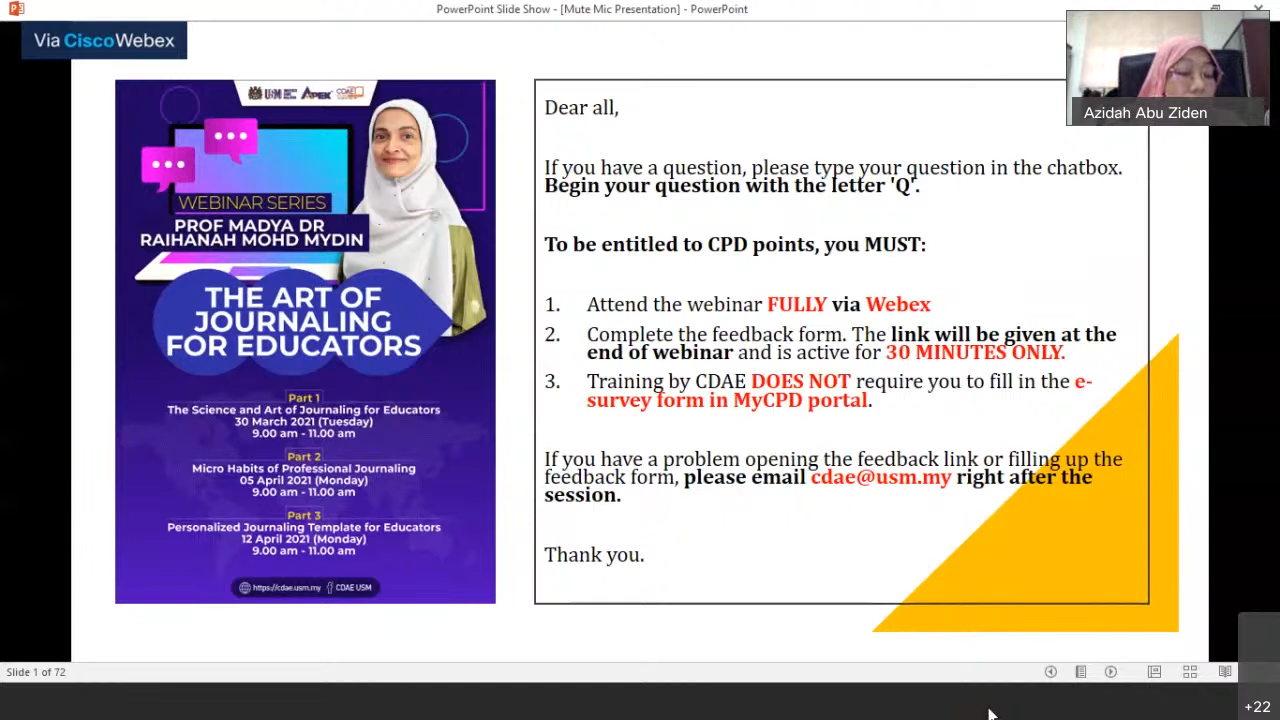 PowerPoint Slide Show - [Mute Mic Presentation] - PowerPoint
Via CiscoWebex
Azidah Abu Ziden
USM
APEX
CDAE
WEBINAR SERIES
PROF MADYA DR
RAIHANAH MOHD MYDIN
THE ART OF
JOURNALING
FOR EDUCATORS
Part 1
The Science and Art of Journaling for Educators
30 March 2021 (Tuesday)
9.00 am - 11.00 am
Part 2
Micro Habits of Professional Journaling
05 April 2021 (Monday)
9.00 am - 11.00 am
Part 3
Personalized Journaling Template for Educators
12 April 2021 (Monday)
9.00 am - 11.00 am
https://cdae.usm.my CDAE USM
Dear all,
If you have a question, please type your question in the chatbox.
Begin your question with the letter 'Q'.
To be entitled to CPD points, you MUST:
1. Attend the webinar FULLY via Webex
2. Complete the feedback form. The link will be given at the
end of webinar and is active for 30 MINUTES ONLY.
3. Training by CDAE DOES NOT require you to fill in the e-
survey form in MyCPD portal.
If you have a problem opening the feedback link or filling up the
feedback form, please email cdae@usm.my right after the
session.
Thank you.
Slide 1 of 72
+22